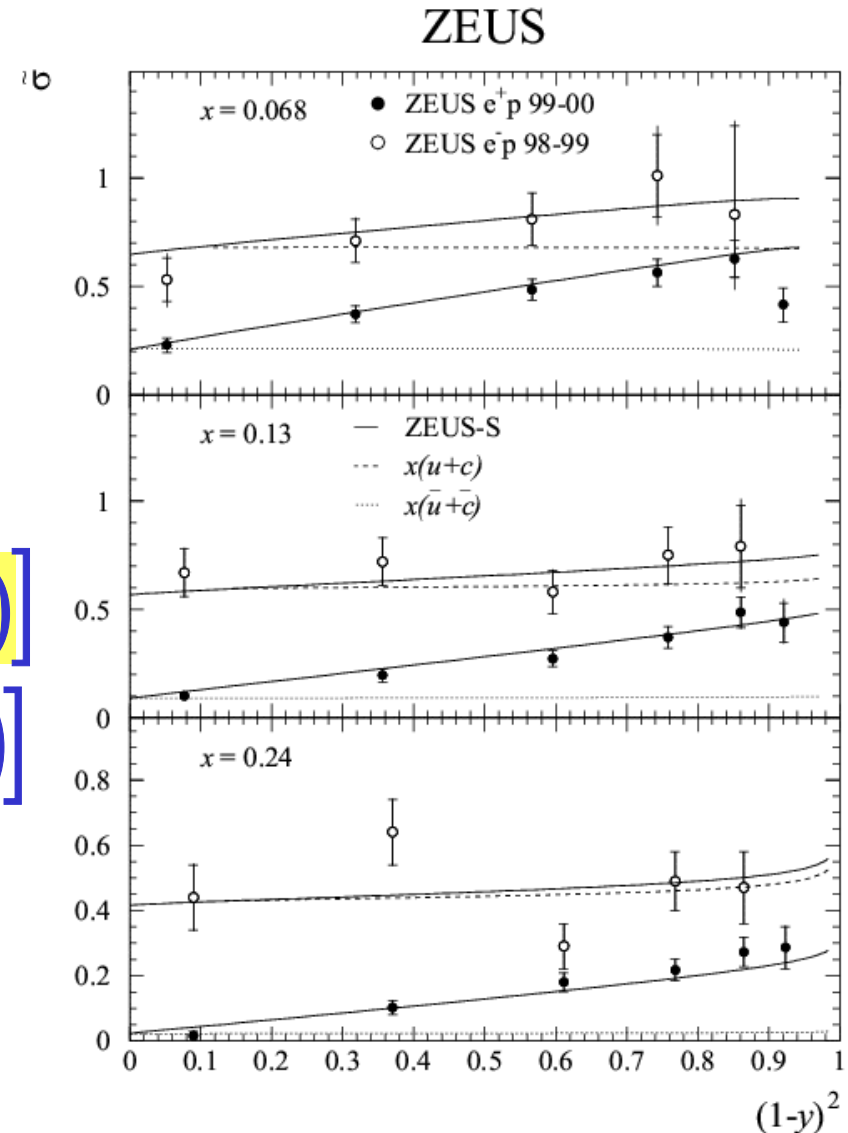 ZEUS
σ̃
x = 0.068
● ZEUS e⁺p 99-00
○ ZEUS e⁻p 98-99
1
0.5
0
x = 0.13
— ZEUS-S
---- x(u+c)
..... x(u̅+c̅)
1
0.5
0
)]
)]
x = 0.24
0.8
0.6
0.4
0.2
0
0 0.1 0.2 0.3 0.4 0.5 0.6 0.7 0.8 0.9 1
(1-y)²